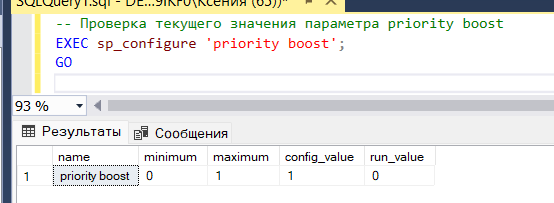 SQLQuery1.sql - DE...9IKF0\Ксения (65))*
-- Проверка текущего значения параметра priority boost
EXEC sp_configure 'priority boost';
GO
93 %
Результаты Сообщения
name minimum maximum config_value run_value
1 priority boost 0 1 1 0